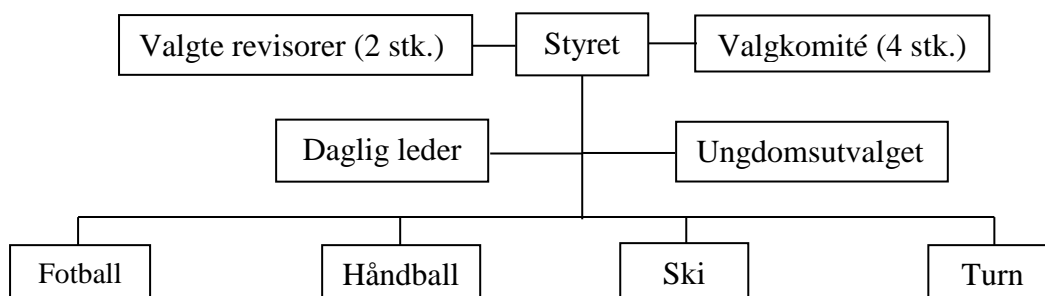 Valgte revisorer (2 stk.)
Styret
Valgkomité (4 stk.)
Daglig leder
Ungdomsutvalget
Fotball
Håndball
Ski
Turn